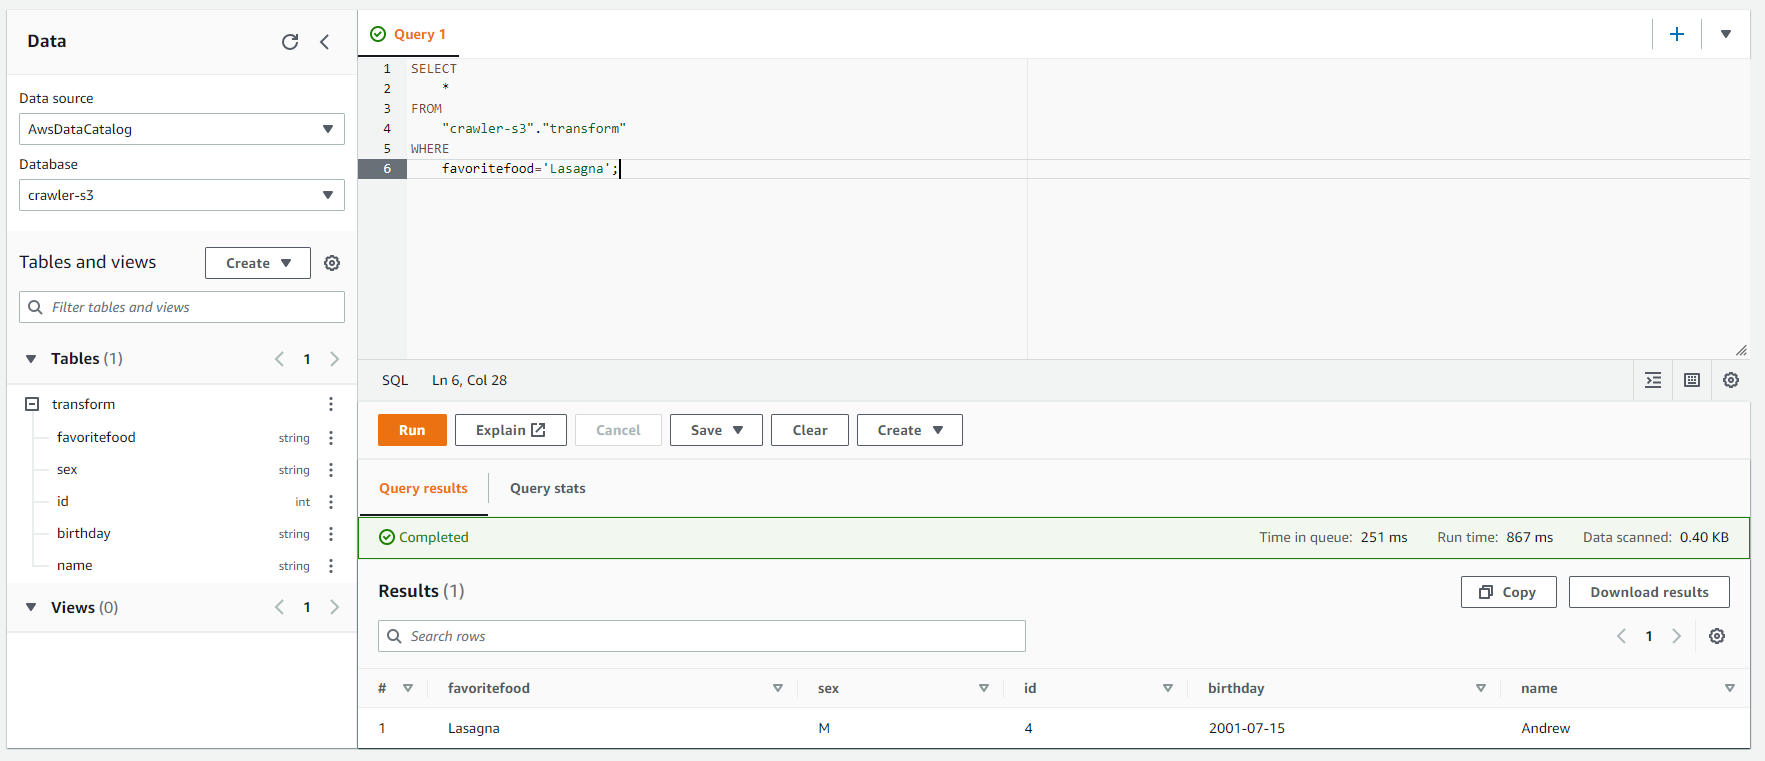 Data
Data source
AwsDataCatalog
Database
crawler-s3
Tables and views
Create
Filter tables and views
Tables (1)
1
transform
favoritefood string
sex string
id int
birthday string
name string
Views (0)
1
Query 1
1 SELECT
2 *
3 FROM
4 "crawler-s3"."transform"
5 WHERE
6 favoritefood='Lasagna';
SQL Ln 6, Col 28
Run Explain Cancel Save Clear Create
Query results Query stats
Completed Time in queue: 251 ms Run time: 867 ms Data scanned: 0.40 KB
Results (1) Copy Download results
Search rows 1
# favoritefood sex id birthday name
1 Lasagna M 4 2001-07-15 Andrew